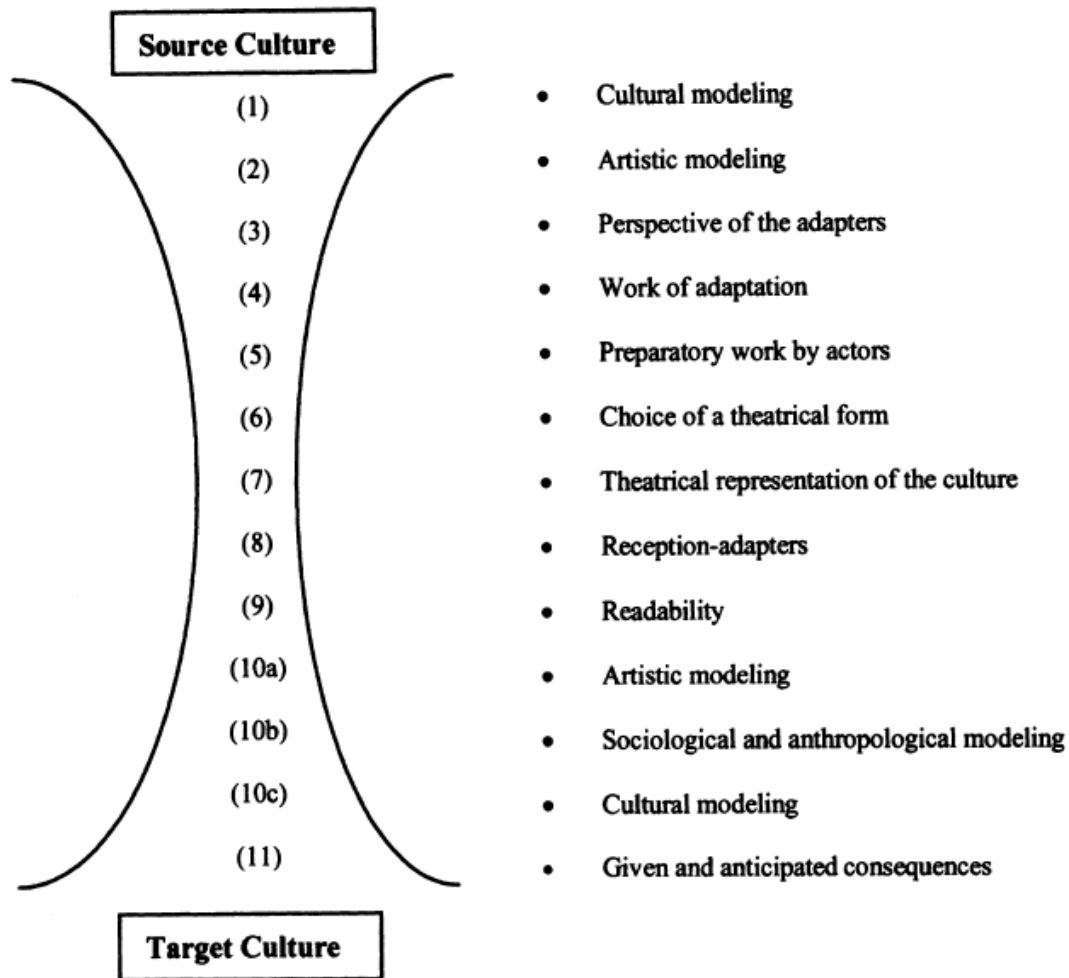 Source Culture
(1) • Cultural modeling
(2) • Artistic modeling
(3) • Perspective of the adapters
(4) • Work of adaptation
(5) • Preparatory work by actors
(6) • Choice of a theatrical form
(7) • Theatrical representation of the culture
(8) • Reception-adapters
(9) • Readability
(10a) • Artistic modeling
(10b) • Sociological and anthropological modeling
(10c) • Cultural modeling
(11) • Given and anticipated consequences
Target Culture